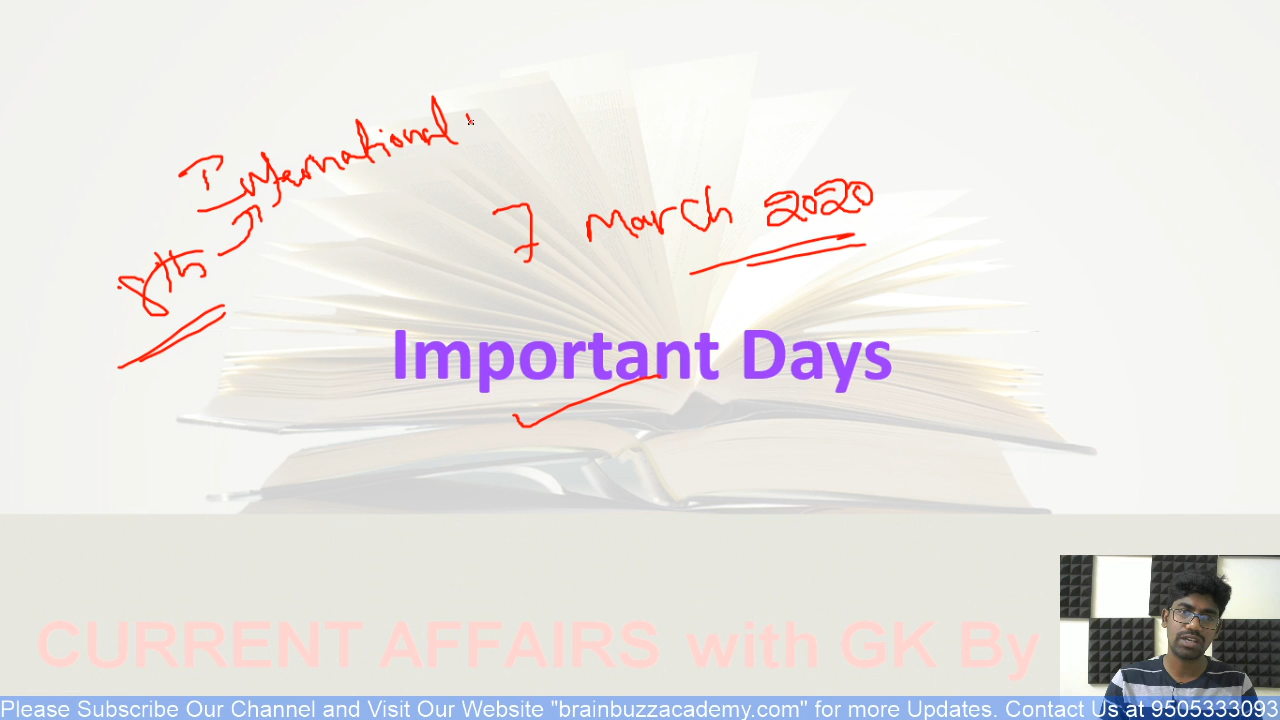 International
8th
7 March 2020
Important Days
CURRENT AFFAIRS with GK By
Please Subscribe Our Channel and Visit Our Website "brainbuzzacademy.com" for more Updates. Contact Us at 9505333093